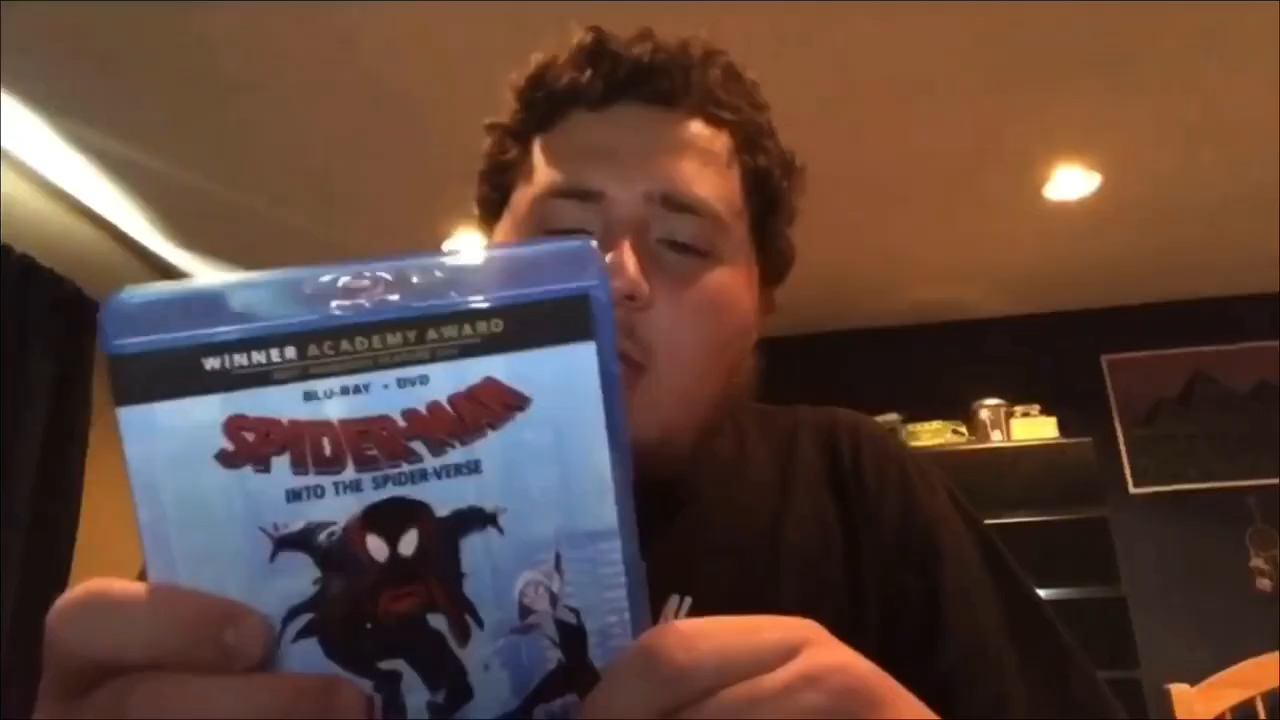 WINNER ACADEMY AWARD
BLU-RAY + DVD
SPIDER-MAN
INTO THE SPIDER-VERSE